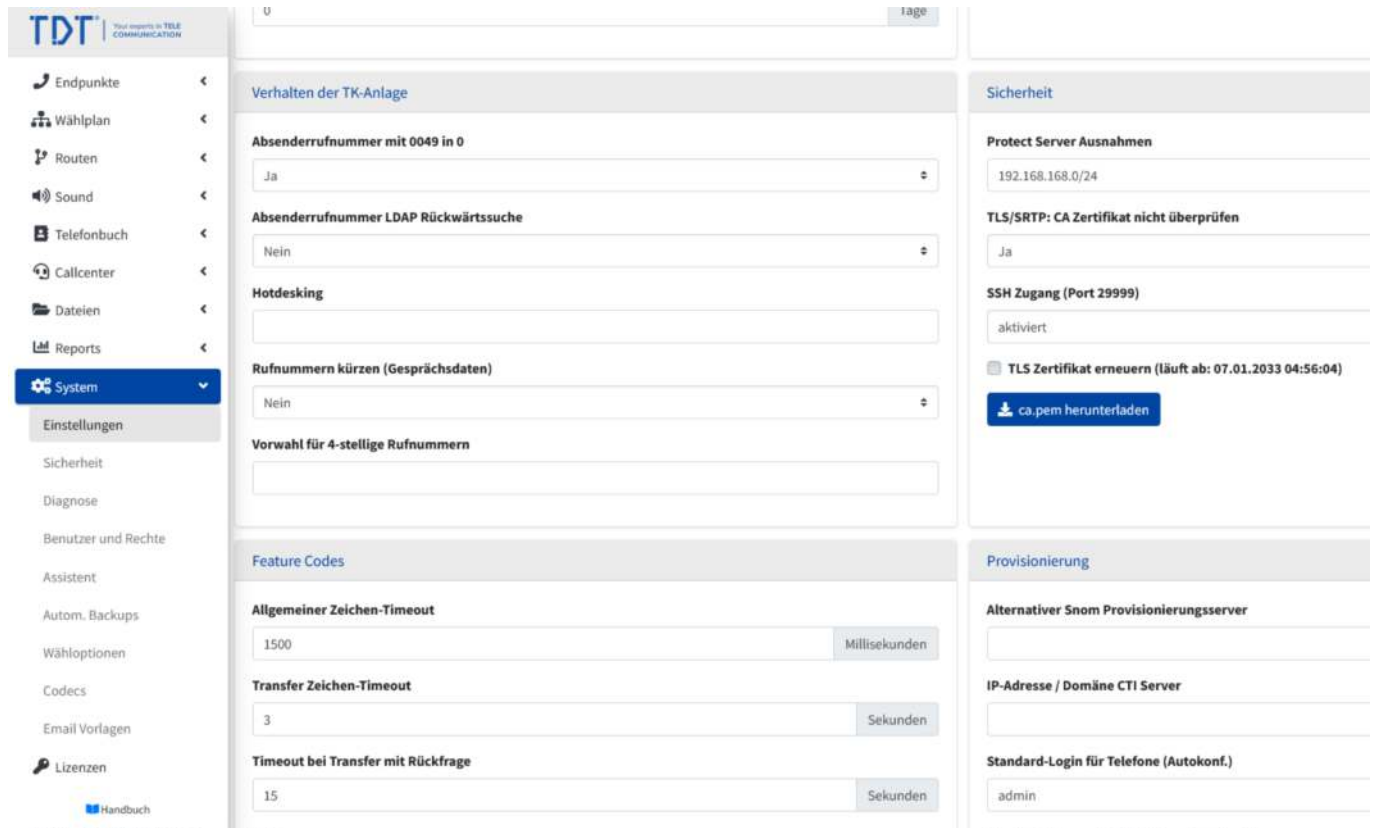 TDT
Your experts in TELE
COMMUNICATION
Endpunkte
Wählplan
Routen
Sound
Telefonbuch
Callcenter
Dateien
Reports
System
Einstellungen
Sicherheit
Diagnose
Benutzer und Rechte
Assistent
Autom. Backups
Wähloptionen
Codecs
Email Vorlagen
Lizenzen
Handbuch
0
Tage
Verhalten der TK-Anlage
Absenderrufnummer mit 0049 in 0
Ja
Absenderrufnummer LDAP Rückwärtssuche
Nein
Hotdesking
Rufnummern kürzen (Gesprächsdaten)
Nein
Vorwahl für 4-stellige Rufnummern
Sicherheit
Protect Server Ausnahmen
192.168.168.0/24
TLS/SRTP: CA Zertifikat nicht überprüfen
Ja
SSH Zugang (Port 29999)
aktiviert
TLS Zertifikat erneuern (läuft ab: 07.01.2033 04:56:04)
ca.pem herunterladen
Feature Codes
Allgemeiner Zeichen-Timeout
1500 Millisekunden
Transfer Zeichen-Timeout
3 Sekunden
Timeout bei Transfer mit Rückfrage
15 Sekunden
Provisionierung
Alternativer Snom Provisionierungsserver
IP-Adresse / Domäne CTI Server
Standard-Login für Telefone (Autokonf.)
admin